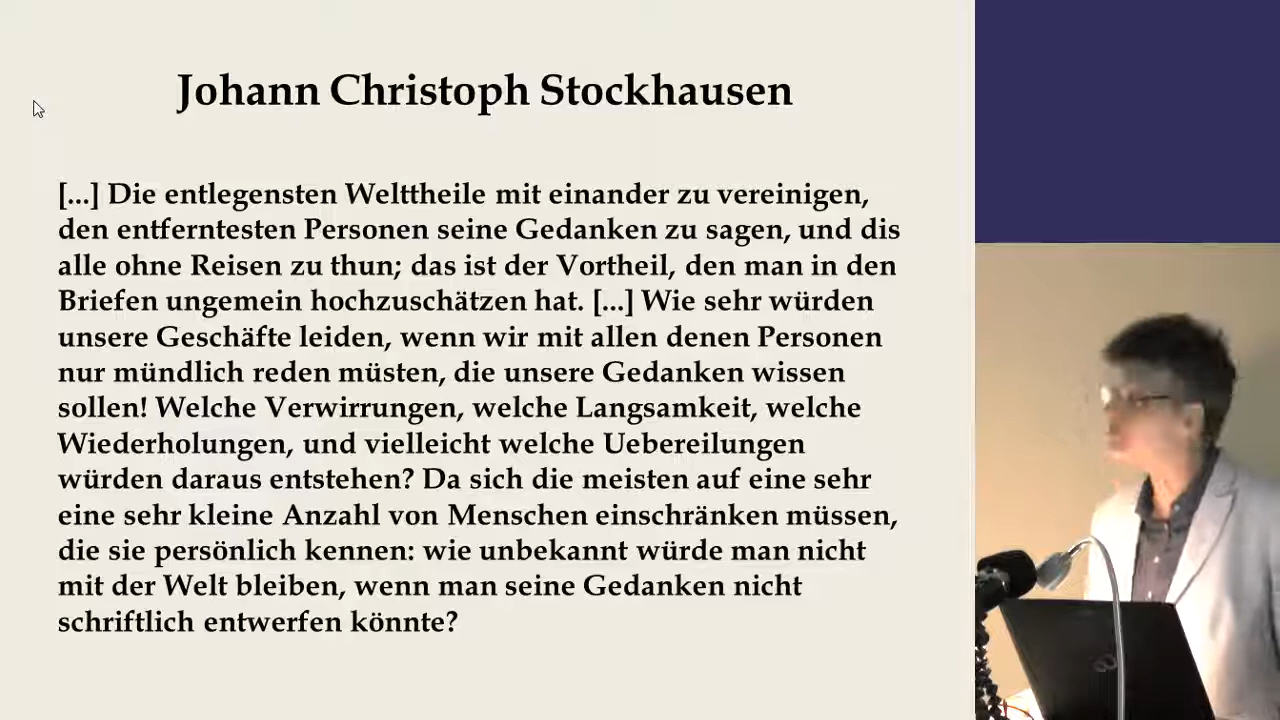 Johann Christoph Stockhausen
[...] Die entlegensten Welttheile mit einander zu vereinigen,
den entferntesten Personen seine Gedanken zu sagen, und dis
alle ohne Reisen zu thun; das ist der Vortheil, den man in den
Briefen ungemein hochzuschätzen hat. [...] Wie sehr würden
unsere Geschäfte leiden, wenn wir mit allen denen Personen
nur mündlich reden müsten, die unsere Gedanken wissen
sollen! Welche Verwirrungen, welche Langsamkeit, welche
Wiederholungen, und vielleicht welche Uebereilungen
würden daraus entstehen? Da sich die meisten auf eine sehr
eine sehr kleine Anzahl von Menschen einschränken müssen,
die sie persönlich kennen: wie unbekannt würde man nicht
mit der Welt bleiben, wenn man seine Gedanken nicht
schriftlich entwerfen könnte?